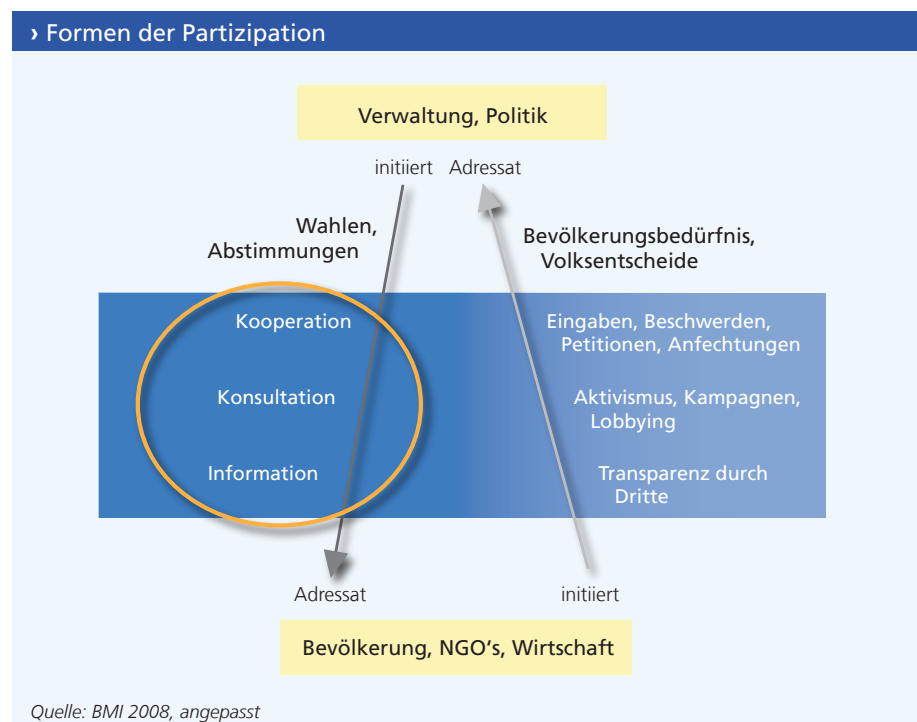 › Formen der Partizipation
Verwaltung, Politik
initiiert Adressat
Wahlen,
Abstimmungen
Bevölkerungsbedürfnis,
Volksentscheide
Kooperation
Eingaben, Beschwerden,
Petitionen, Anfechtungen
Konsultation
Aktivismus, Kampagnen,
Lobbying
Information
Transparenz durch
Dritte
Adressat
initiiert
Bevölkerung, NGO‘s, Wirtschaft
Quelle: BMI 2008, angepasst